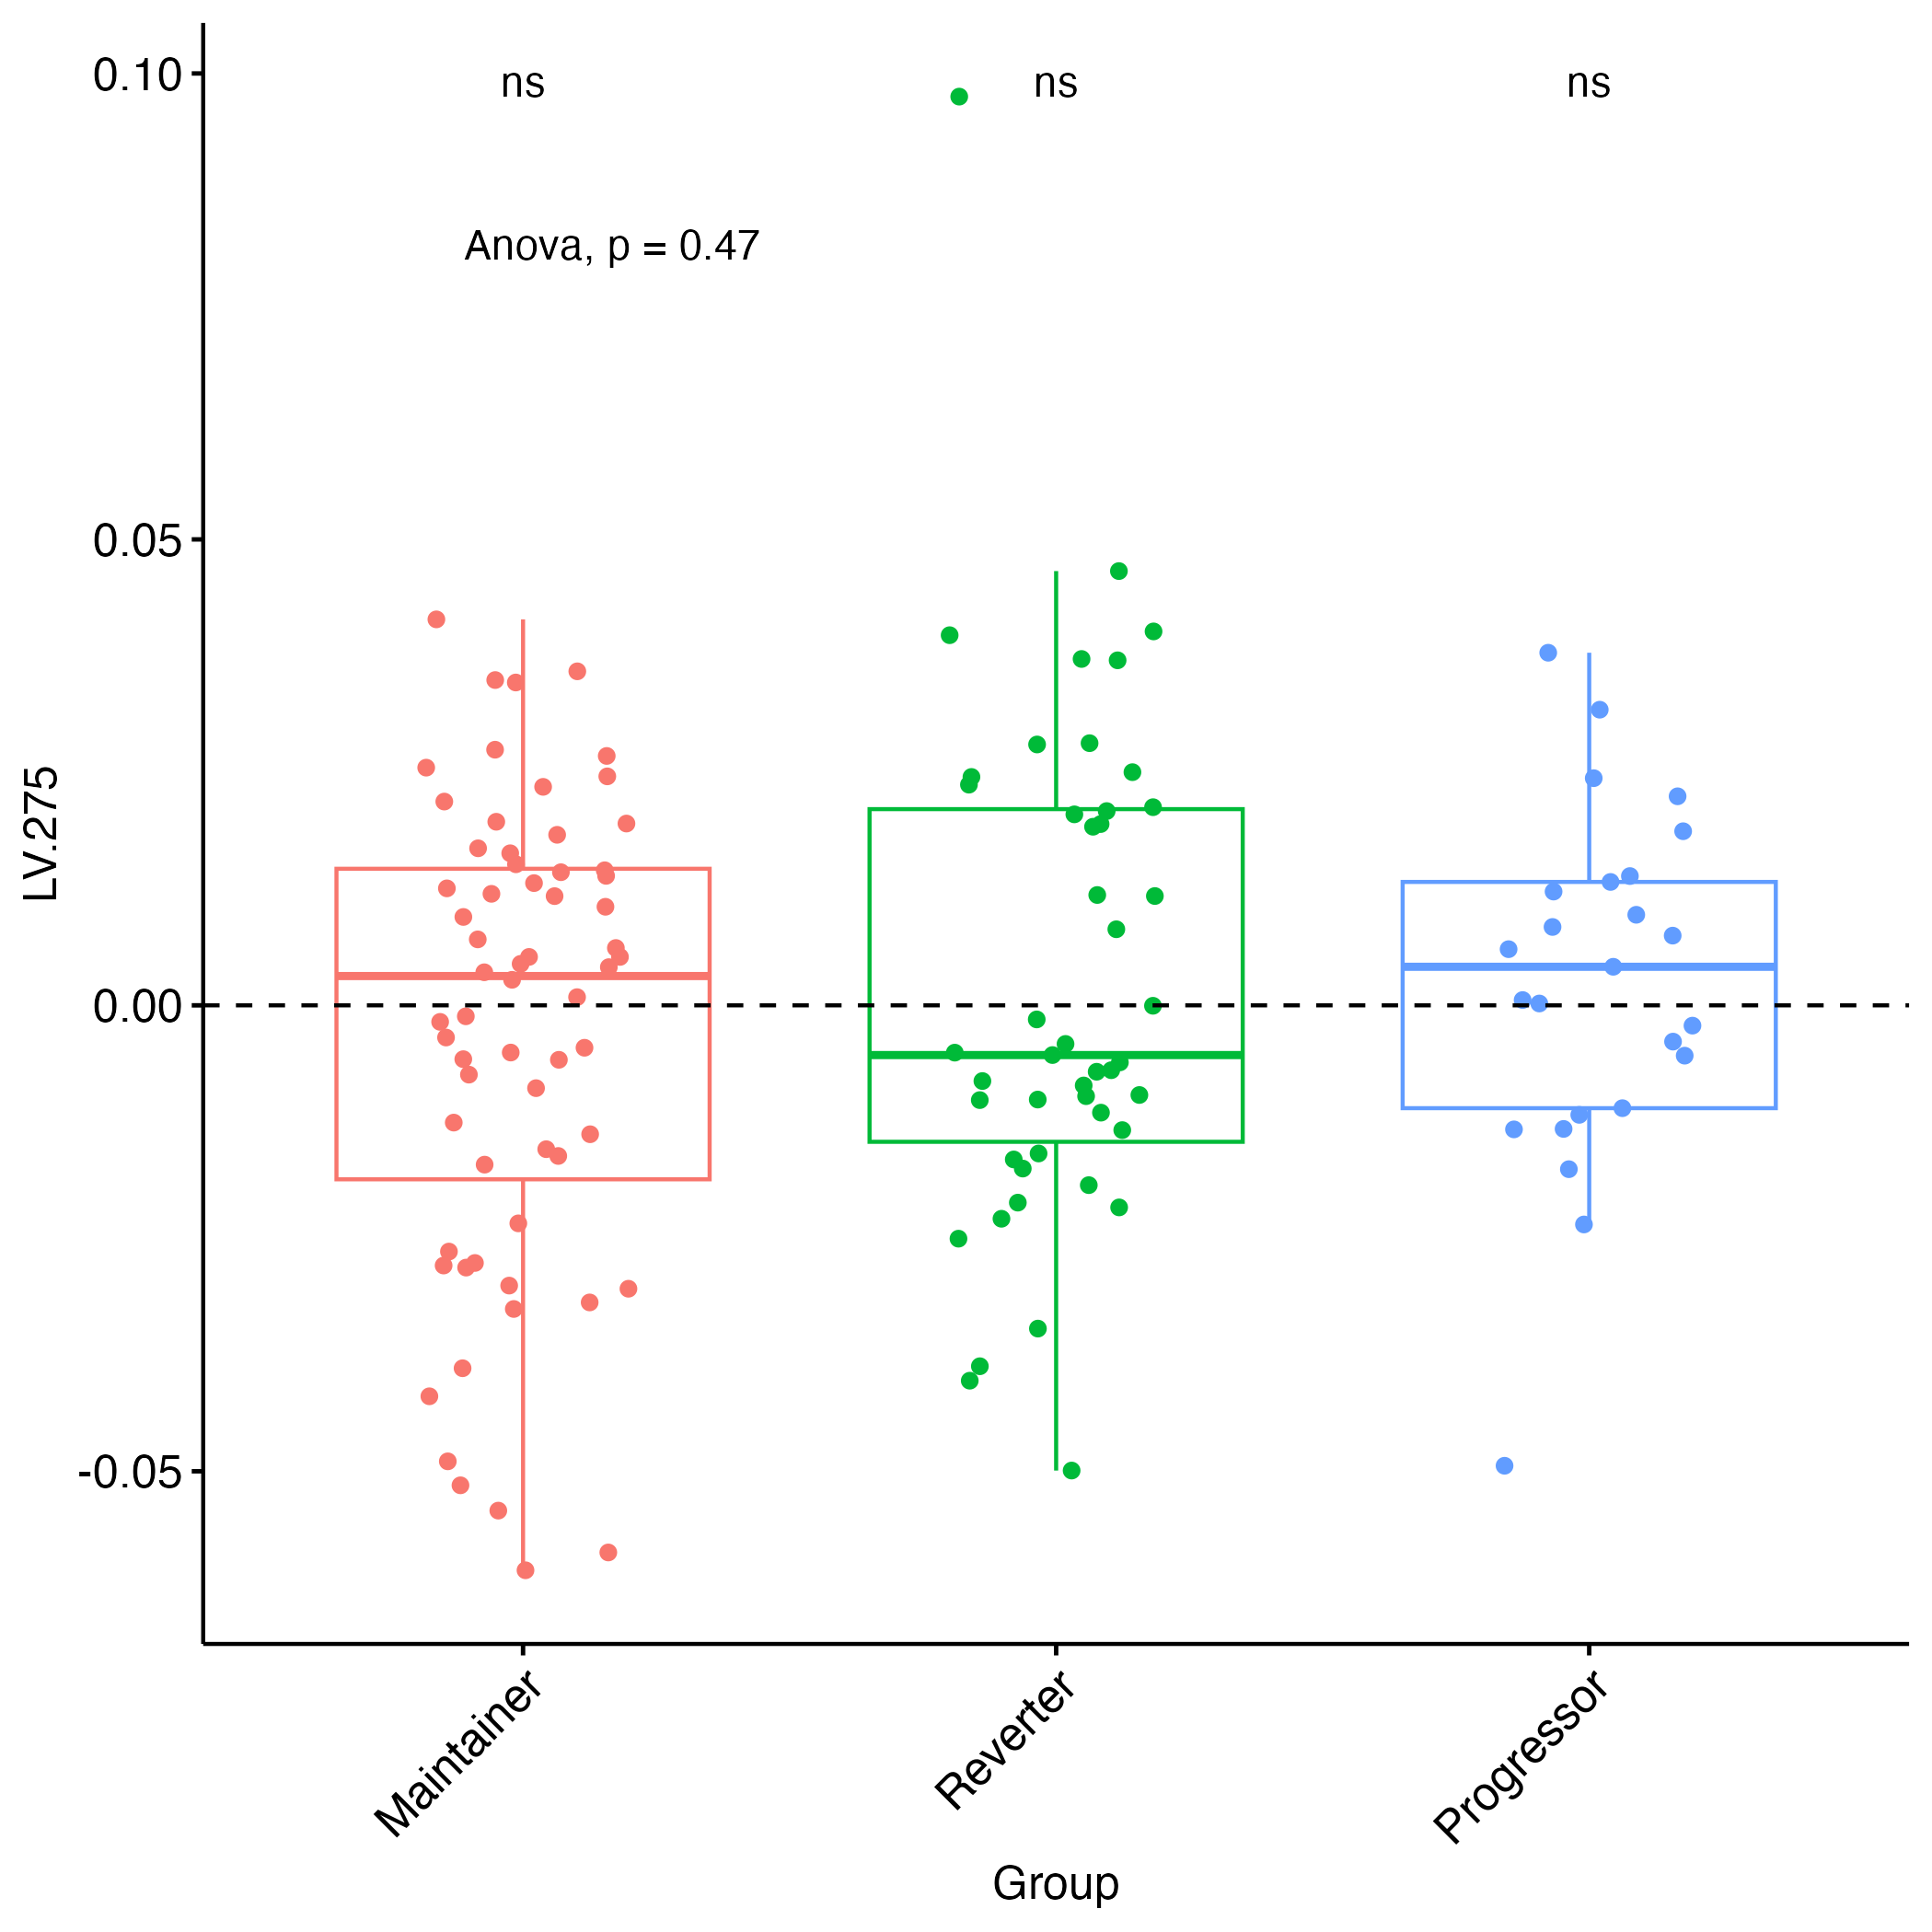 0.10
ns
ns
ns
Anova, p = 0.47
0.05
LV.275
0.00
-0.05
Maintainer
Reverter
Progressor
Group